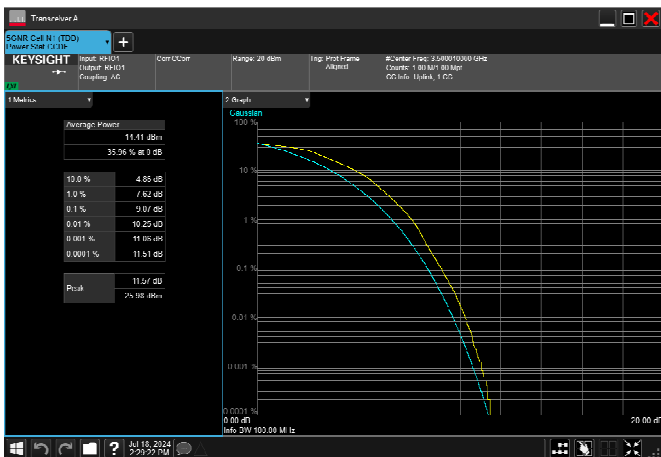 Transceiver A
5GNR Cell N1 (TDD)
Power Stat CCDF
KEYSIGHT
Input: RFIO1
Output: RFIO1
Coupling: AC
Corr CCorr
Range: 20 dBm
Trig: Prot Frame
Aligned
#Center Freq: 3.500010000 GHz
Counts: 1.00 M/1.00 Mpt
CC Info: Uplink, 1 CC
1 Metrics
Average Power
14.41 dBm
35.96 % at 0 dB
10.0 % 4.86 dB
1.0 % 7.62 dB
0.1 % 9.07 dB
0.01 % 10.25 dB
0.001 % 11.06 dB
0.0001 % 11.51 dB
Peak
11.57 dB
25.98 dBm
2 Graph
Gaussian
100 %
10 %
1 %
0.1 %
0.01 %
0.001 %
0.0001 %
0.00 dB
20.00 dB
Info BW 100.00 MHz
Jul 18, 2024
2:29:22 PM